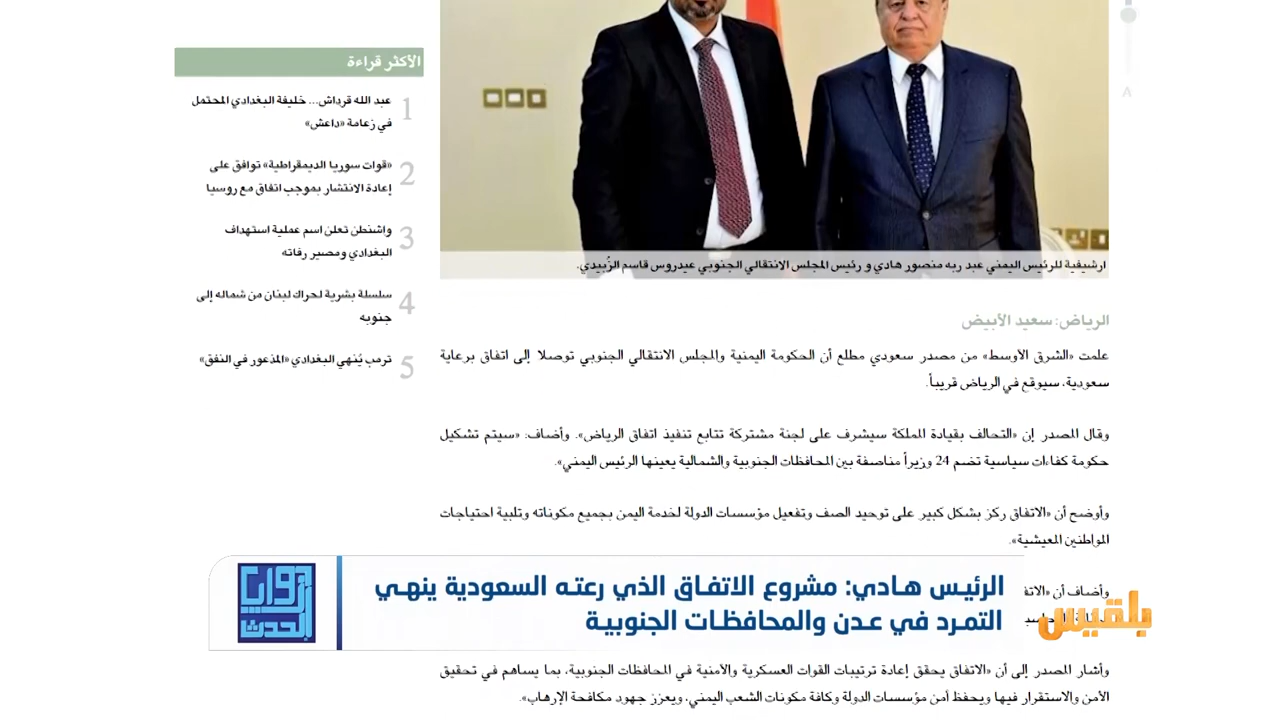 ارشيفية للرئيس اليمني عبد ربه منصور هادي و رئيس المجلس الانتقالي الجنوبي عيدروس قاسم الزُبيدي.
الرياض: سعيد الأبيض
علمت «الشرق الأوسط» من مصدر سعودي مطلع أن الحكومة اليمنية والمجلس الانتقالي الجنوبي توصلا إلى اتفاق برعاية
سعودية، سيوقع في الرياض قريباً.
وقال المصدر إن «التحالف بقيادة المملكة سيشرف على لجنة مشتركة تتابع تنفيذ اتفاق الرياض». وأضاف: «سيتم تشكيل
حكومة كفاءات سياسية تضم 24 وزيراً مناصفة بين المحافظات الجنوبية والشمالية يعينها الرئيس اليمني».
وأوضح أن «الاتفاق ركز بشكل كبير على توحيد الصف وتفعيل مؤسسات الدولة لخدمة اليمن بجميع مكوناته وتلبية احتياجات
المواطنين المعيشية».
وأضاف أن
وأشار المصدر إلى أن «الاتفاق يحقق إعادة ترتيبات القوات العسكرية والأمنية في المحافظات الجنوبية، بما يساهم في تحقيق
الأمن والاستقرار فيها ويحفظ أمن مؤسسات الدولة وكافة مكونات الشعب اليمني، ويعزز جهود مكافحة الإرهاب».
الأكثر قراءة
1 عبد الله قرداش... خليفة البغدادي المحتمل
في زعامة «داعش»
2 «قوات سوريا الديمقراطية» توافق على
إعادة الانتشار بموجب اتفاق مع روسيا
3 واشنطن تعلن اسم عملية استهداف
البغدادي ومصير رفاته
4 سلسلة بشرية لحراك لبنان من شماله إلى
جنوبه
5 ترمب يُنهي البغدادي «المذعور في النفق»
A
الرئيس هادي: مشروع الاتفاق الذي رعته السعودية ينهي
التمرد في عدن والمحافظات الجنوبية
الحدث
بلقيس